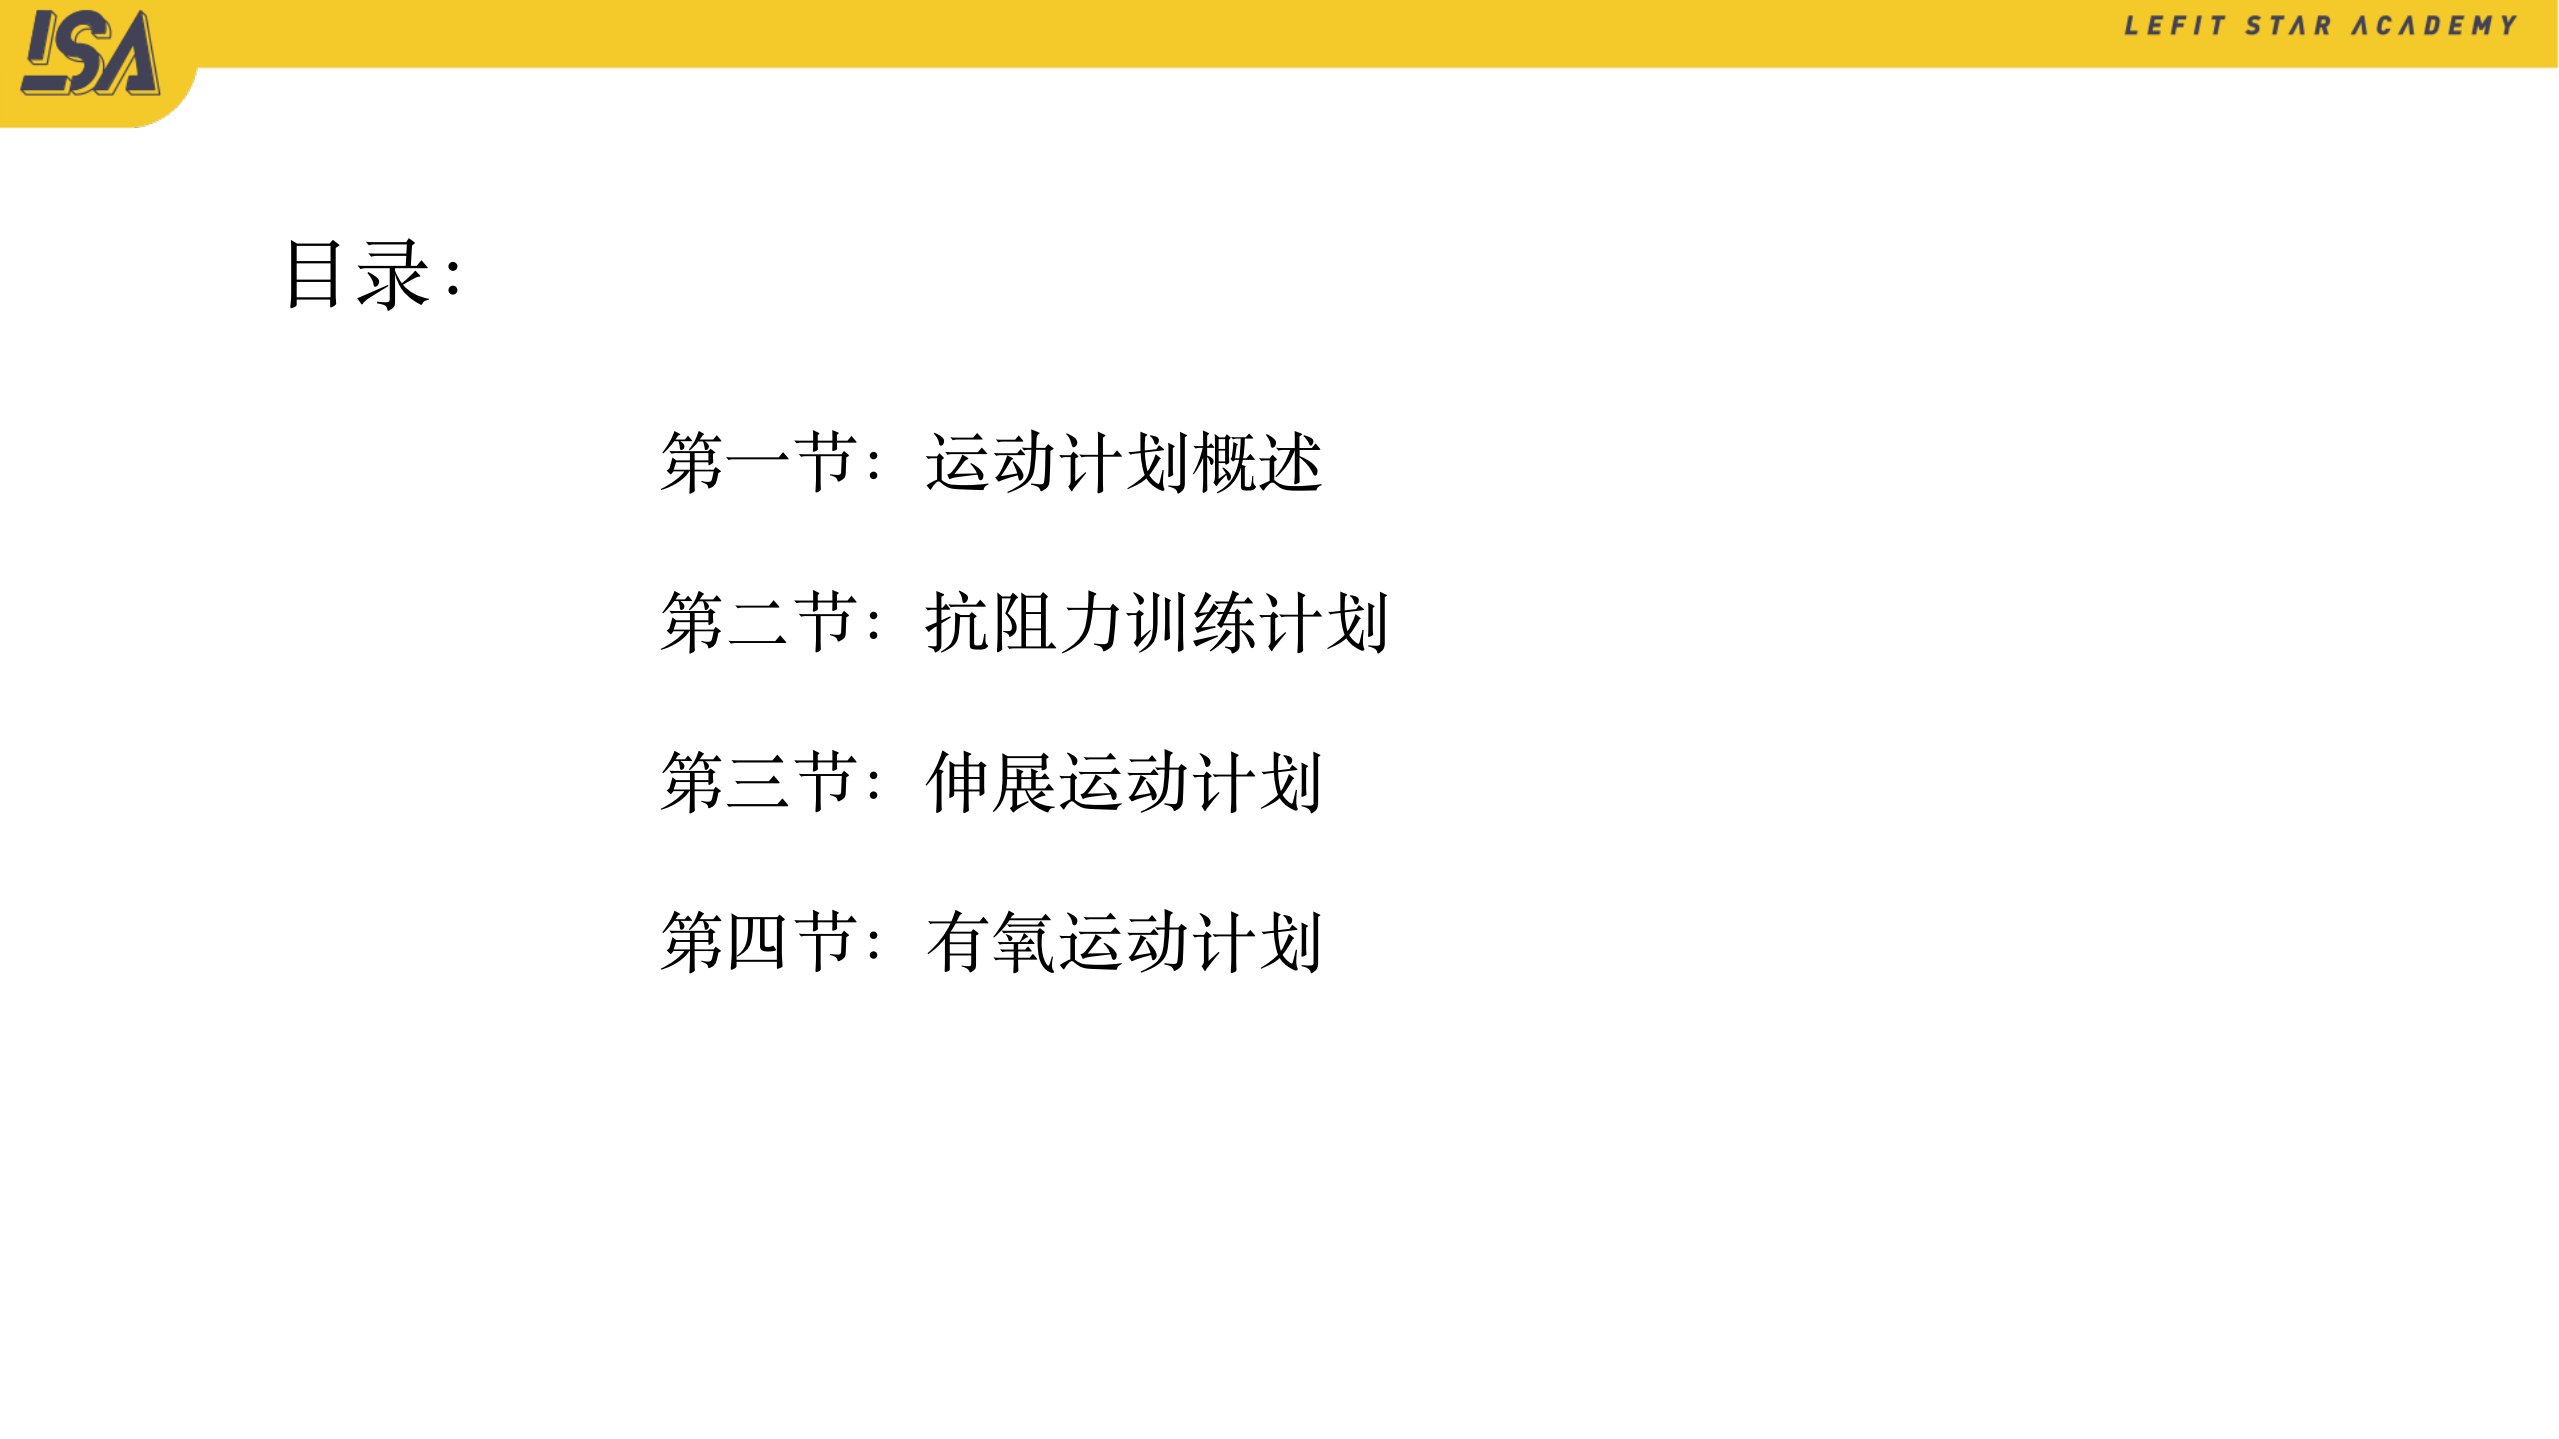 LSA
LEFIT STAR ACADEMY
目录：
第一节：运动计划概述
第二节：抗阻力训练计划
第三节：伸展运动计划
第四节：有氧运动计划